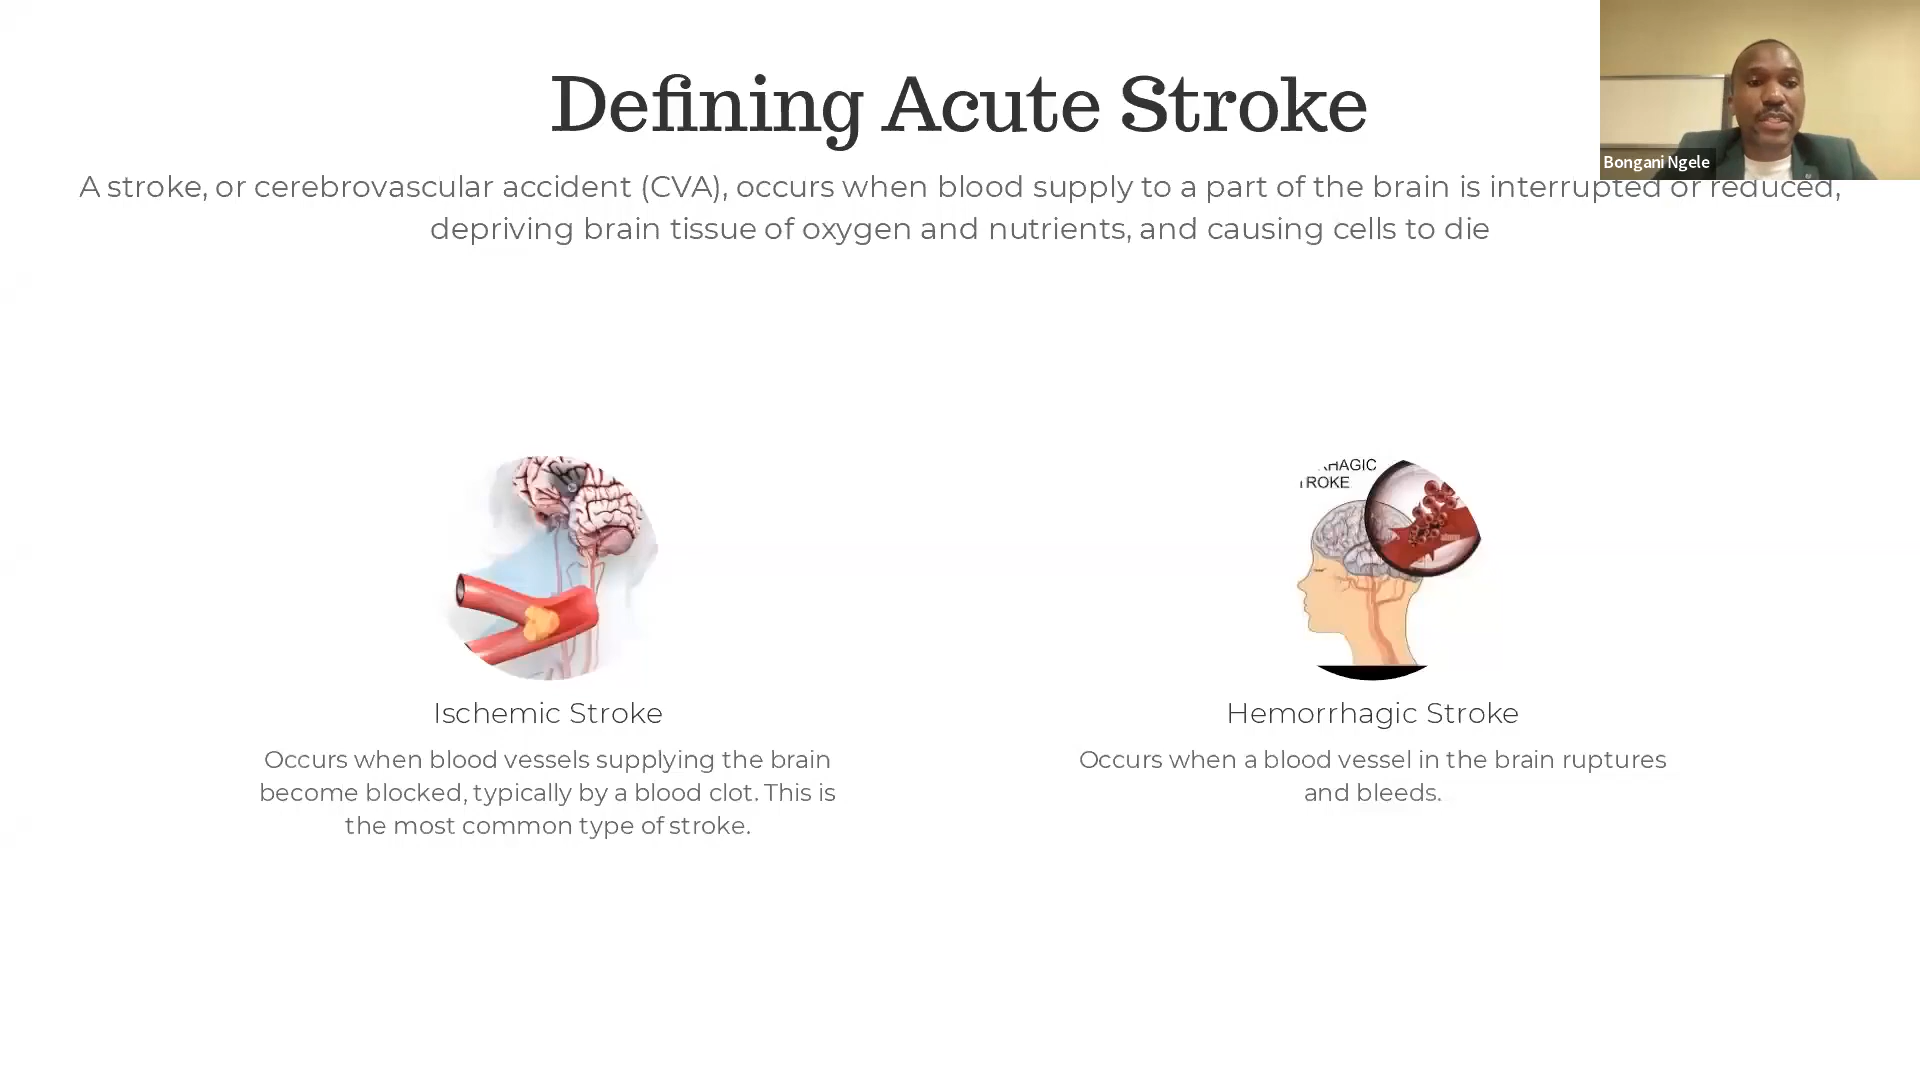 Defining Acute Stroke
A stroke, or cerebrovascular accident (CVA), occurs when blood supply to a part of the brain is interrupted or reduced,
depriving brain tissue of oxygen and nutrients, and causing cells to die
Bongani Ngele
HAGIC
ROKE
Ischemic Stroke
Occurs when blood vessels supplying the brain
become blocked, typically by a blood clot. This is
the most common type of stroke.
Hemorrhagic Stroke
Occurs when a blood vessel in the brain ruptures
and bleeds.